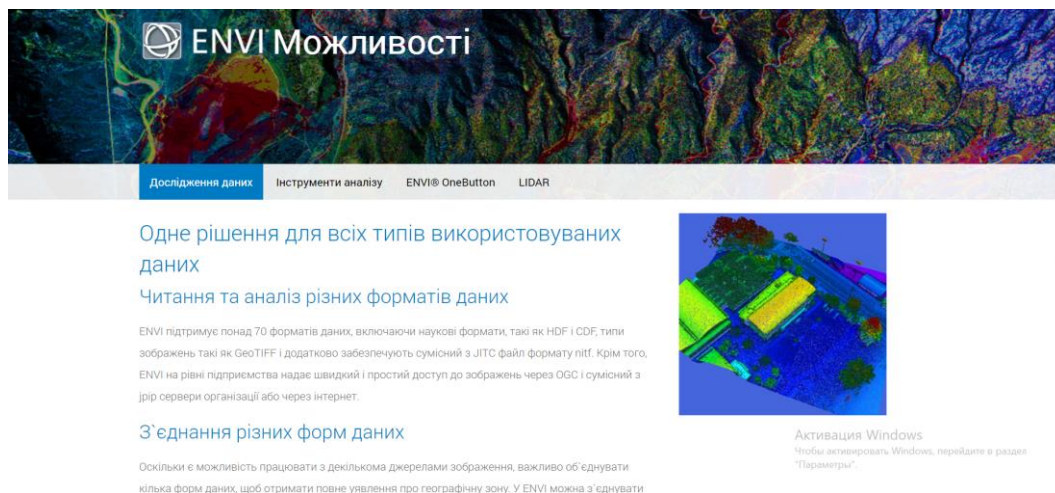 ENVI Можливості
Дослідження даних Інструменти аналізу ENVI® OneButton LIDAR
Одне рішення для всіх типів використовуваних
даних
Читання та аналіз різних форматів даних
ENVI підтримує понад 70 форматів даних, включаючи наукові формати, такі як HDF і CDF, типи
зображень такі як GeoTIFF і додатково забезпечують сумісний з JITC файл формату nitf. Крім того,
ENVI на рівні підприємства надає швидкий і простий доступ до зображень через OGC і сумісний з
jpip сервери організації або через інтернет.
З`єднання різних форм даних
Оскільки є можливість працювати з декількома джерелами зображення, важливо об`єднувати
кілька форм даних, щоб отримати повне уявлення про географічну зону. У ENVI можна з`єднувати
Активация Windows
Чтобы активировать Windows, перейдите в раздел
"Параметры".